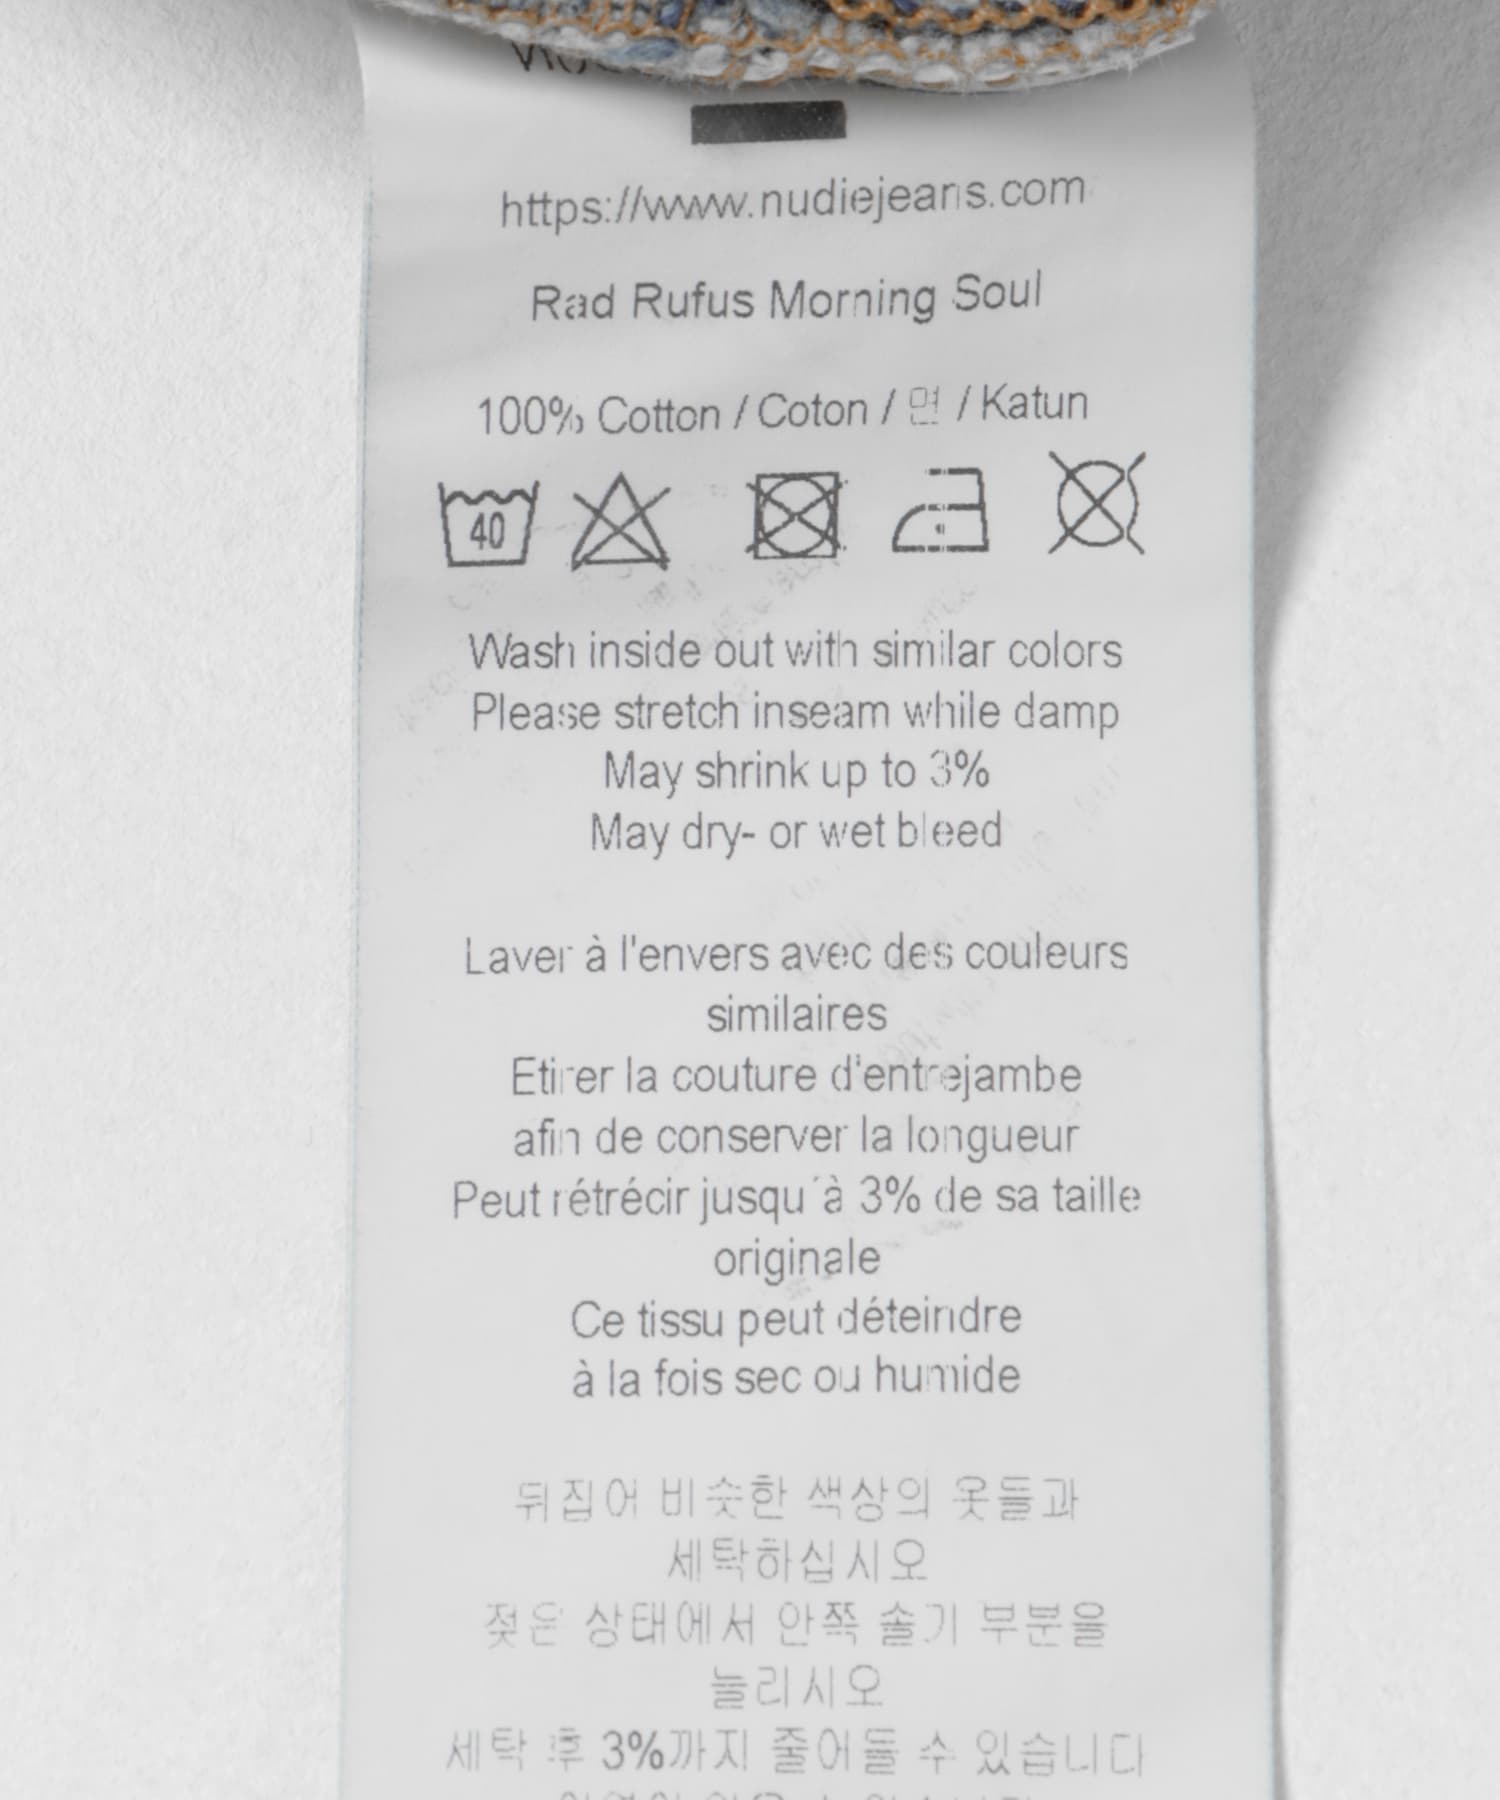 https://www.nudiejeans.com
Rad Rufus Morning Soul
100% Cotton / Coton / 면 / Katun
40
Wash inside out with similar colors
Please stretch inseam while damp
May shrink up to 3%
May dry- or wet bleed
Laver à l'envers avec des couleurs
similaires
Etirer la couture d'entrejambe
afin de conserver la longueur
Peut rétrécir jusqu´à 3% de sa taille
originale
Ce tissu peut déteindre
à la fois sec ou humide
뒤집어 비슷한 색상의 옷들과
세탁하십시오
젖은 상태에서 안쪽 솔기 부분을
늘리시오
세탁 후 3%까지 줄어들 수 있습니다